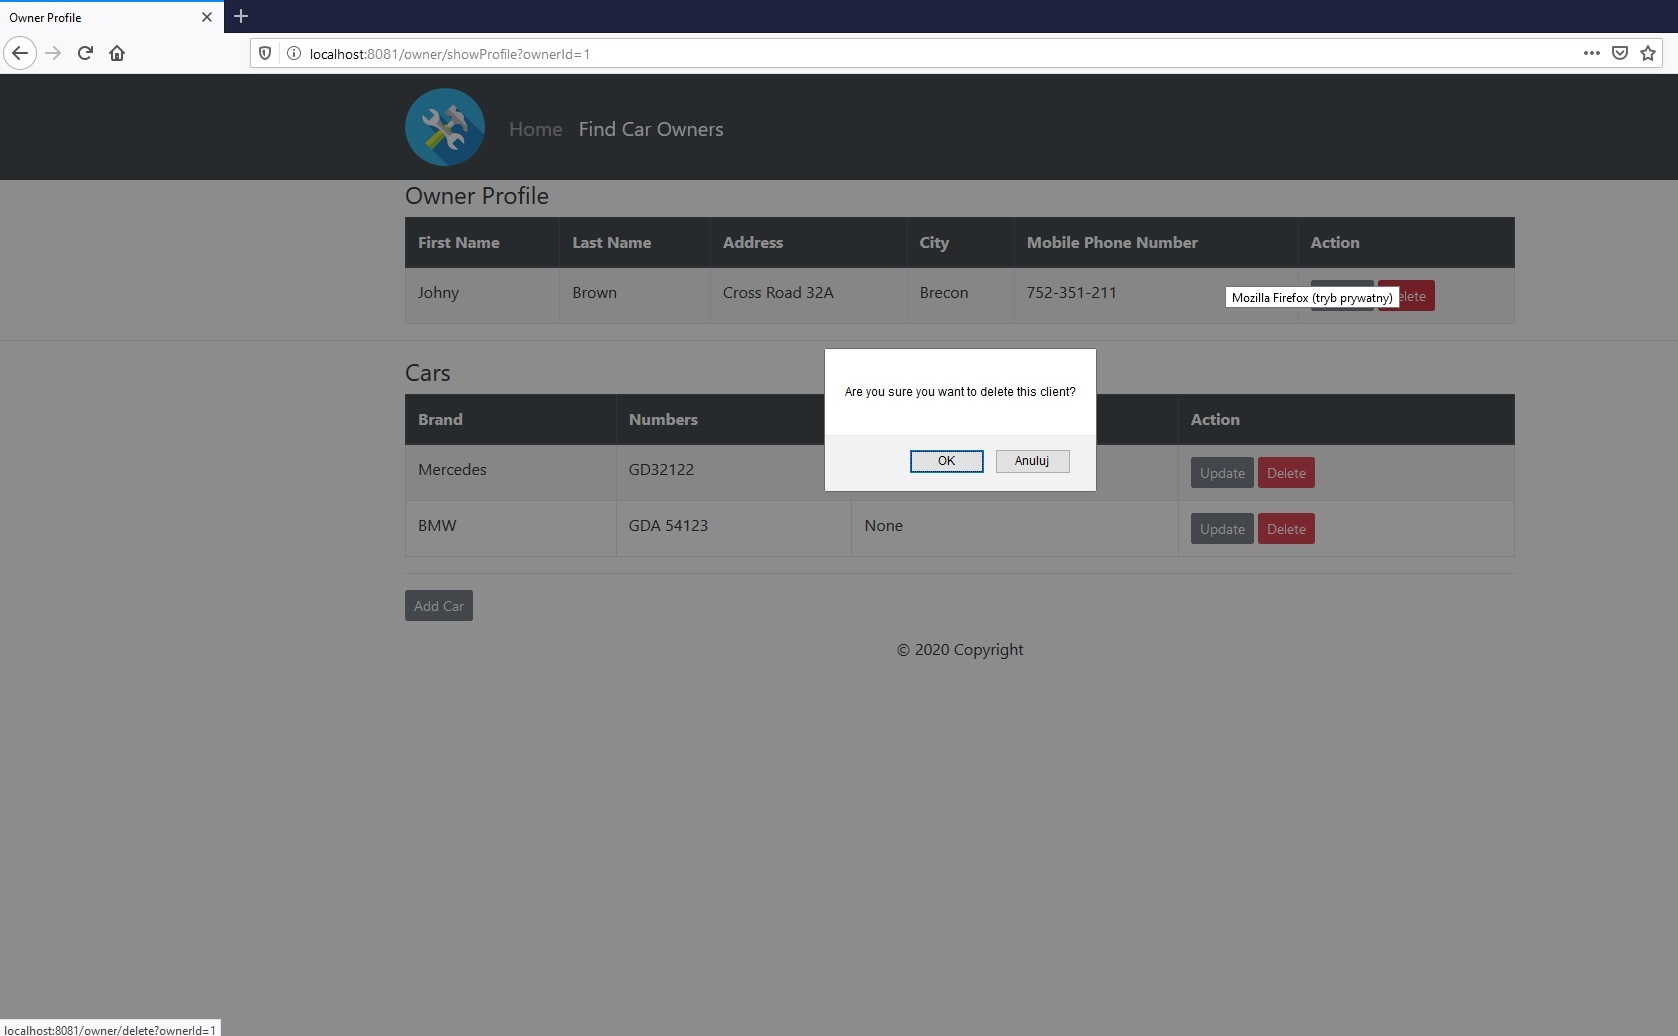 Owner Profile
localhost:8081/owner/showProfile?ownerId=1
Home Find Car Owners
Owner Profile
First Name Last Name Address City Mobile Phone Number Action
Johny Brown Cross Road 32A Brecon 752-351-211
Mozilla Firefox (tryb prywatny)
Cars
Brand Numbers Action
Mercedes GD32122 Update Delete
BMW GDA 54123 None Update Delete
Are you sure you want to delete this client?
OK Anuluj
Add Car
© 2020 Copyright
localhost:8081/owner/delete?ownerId=1